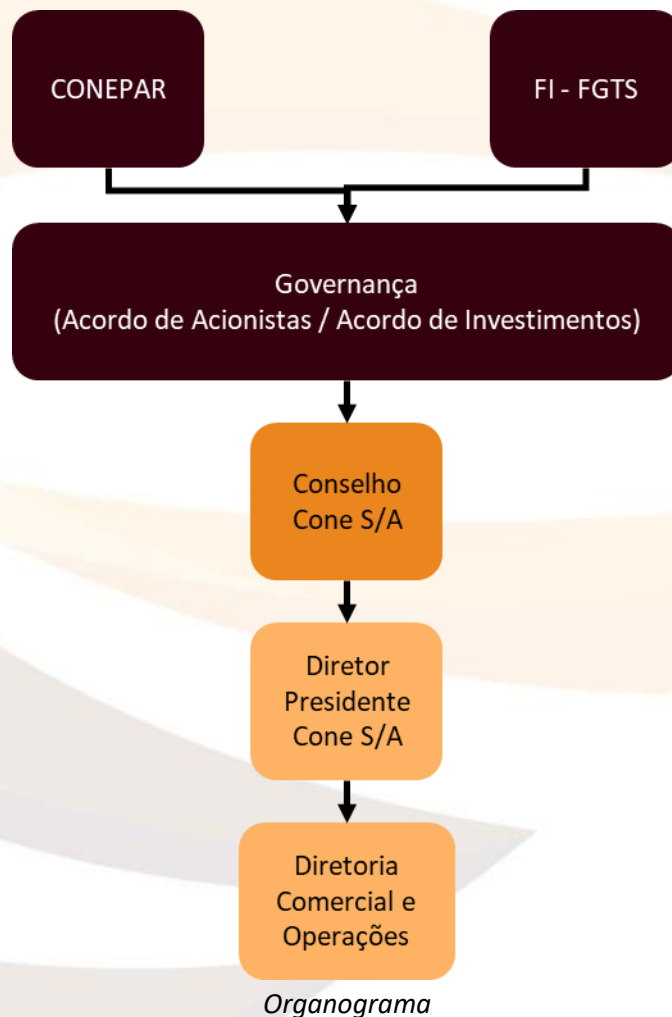 CONEPAR
FI - FGTS
Governança
(Acordo de Acionistas / Acordo de Investimentos)
Conselho
Cone S/A
Diretor
Presidente
Cone S/A
Diretoria
Comercial e
Operações
Organograma